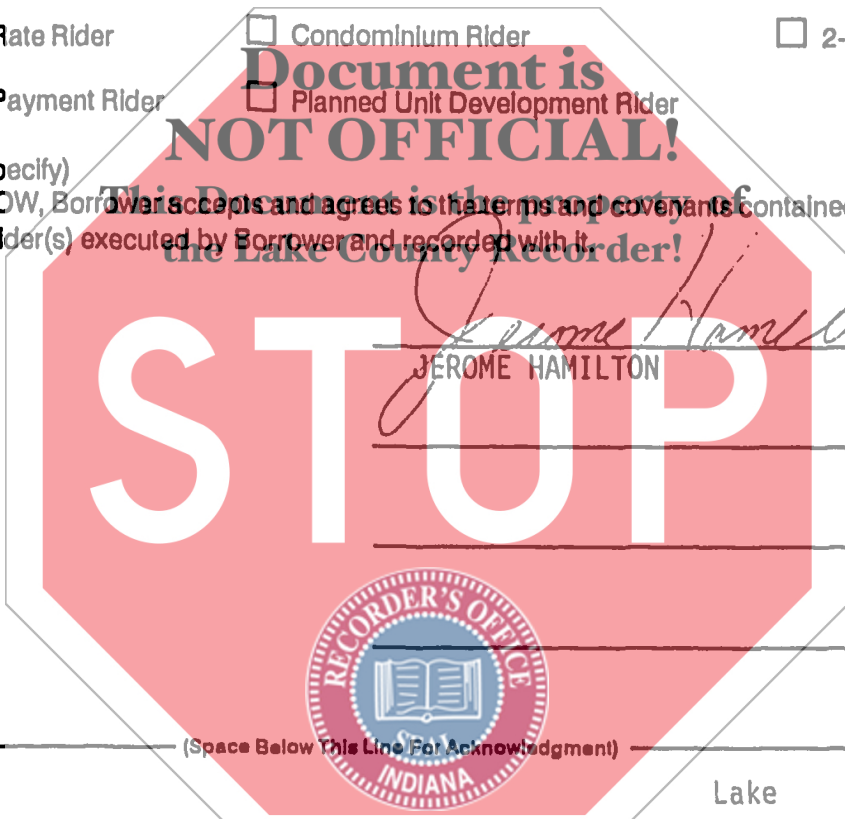 Rate Rider ☐ Condominium Rider ☐ 2-
Document is
Payment Rider ☐ Planned Unit Development Rider
NOT OFFICIAL!
pecify)
OW, Borrower accepts and agrees to the terms and covenants contained
This Document is the property of
ider(s) executed by Borrower and recorded with it.
the Lake County Recorder!
Jerome Hamil
JEROME HAMILTON
STOP
RECORDER'S OFFICE
SEAL
(Space Below This Line For Acknowledgment)
INDIANA
Lake